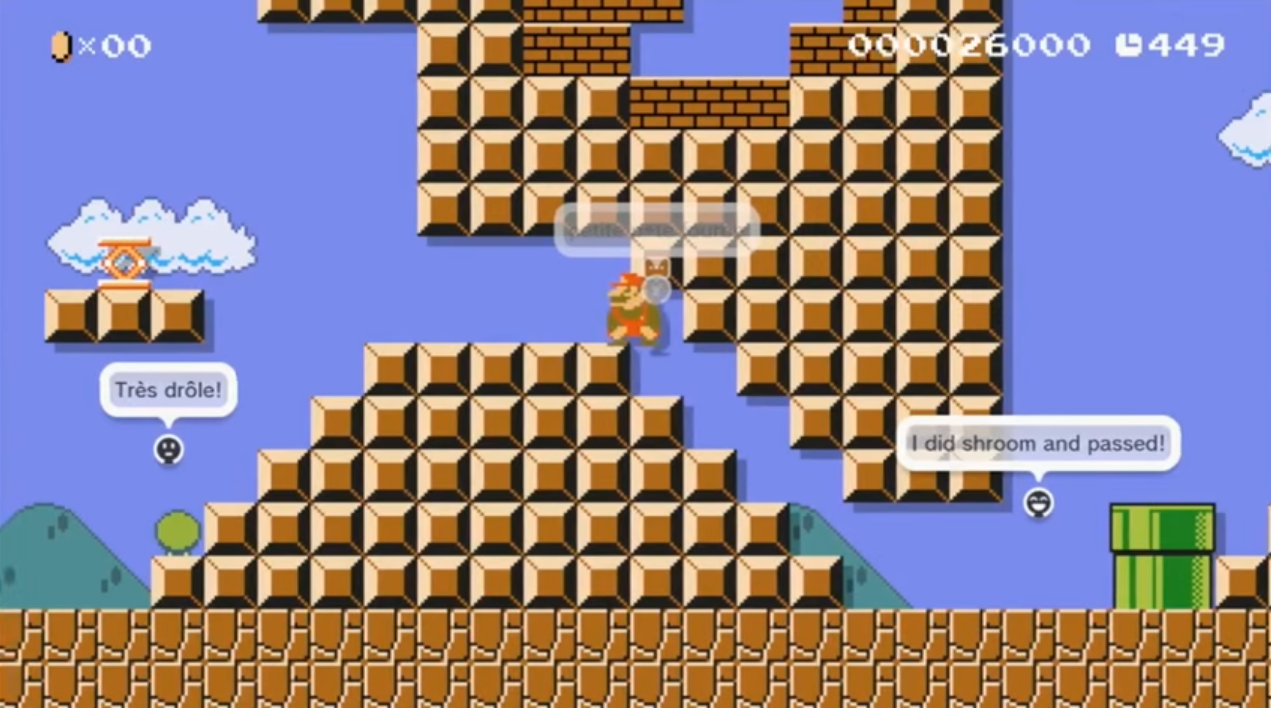 ×00
000026000 449
Très drôle!
I did shroom and passed!